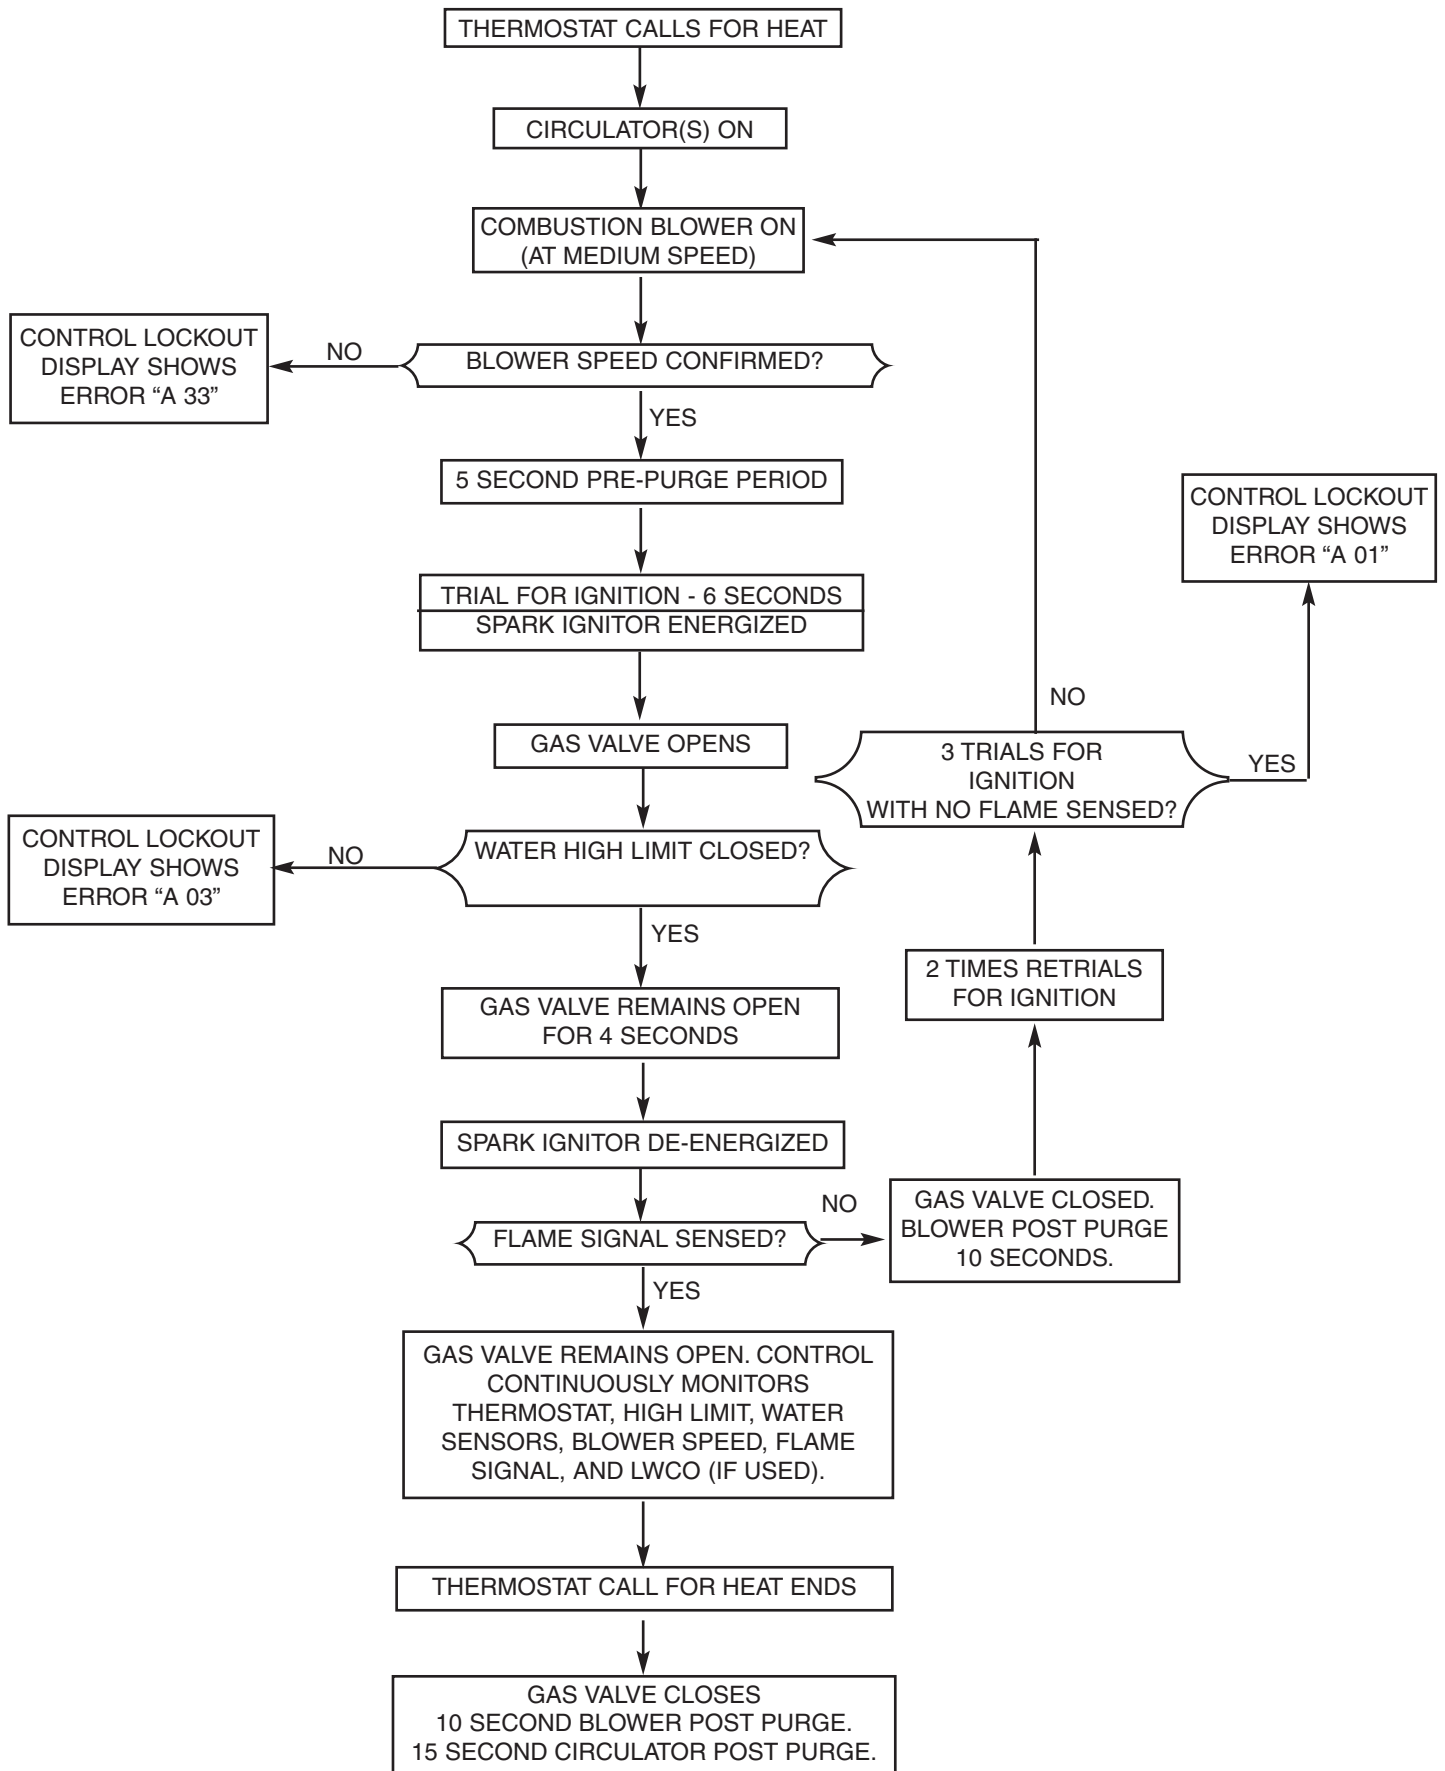 THERMOSTAT CALLS FOR HEAT
CIRCULATOR(S) ON
COMBUSTION BLOWER ON
(AT MEDIUM SPEED)
CONTROL LOCKOUT
DISPLAY SHOWS
ERROR “A 33”
NO
BLOWER SPEED CONFIRMED?
YES
5 SECOND PRE-PURGE PERIOD
CONTROL LOCKOUT
DISPLAY SHOWS
ERROR “A 01”
TRIAL FOR IGNITION - 6 SECONDS
SPARK IGNITOR ENERGIZED
NO
GAS VALVE OPENS
3 TRIALS FOR
IGNITION
WITH NO FLAME SENSED?
YES
CONTROL LOCKOUT
DISPLAY SHOWS
ERROR “A 03”
NO
WATER HIGH LIMIT CLOSED?
YES
2 TIMES RETRIALS
FOR IGNITION
GAS VALVE REMAINS OPEN
FOR 4 SECONDS
SPARK IGNITOR DE-ENERGIZED
NO
GAS VALVE CLOSED.
BLOWER POST PURGE
10 SECONDS.
FLAME SIGNAL SENSED?
YES
GAS VALVE REMAINS OPEN. CONTROL
CONTINUOUSLY MONITORS
THERMOSTAT, HIGH LIMIT, WATER
SENSORS, BLOWER SPEED, FLAME
SIGNAL, AND LWCO (IF USED).
THERMOSTAT CALL FOR HEAT ENDS
GAS VALVE CLOSES
10 SECOND BLOWER POST PURGE.
15 SECOND CIRCULATOR POST PURGE.